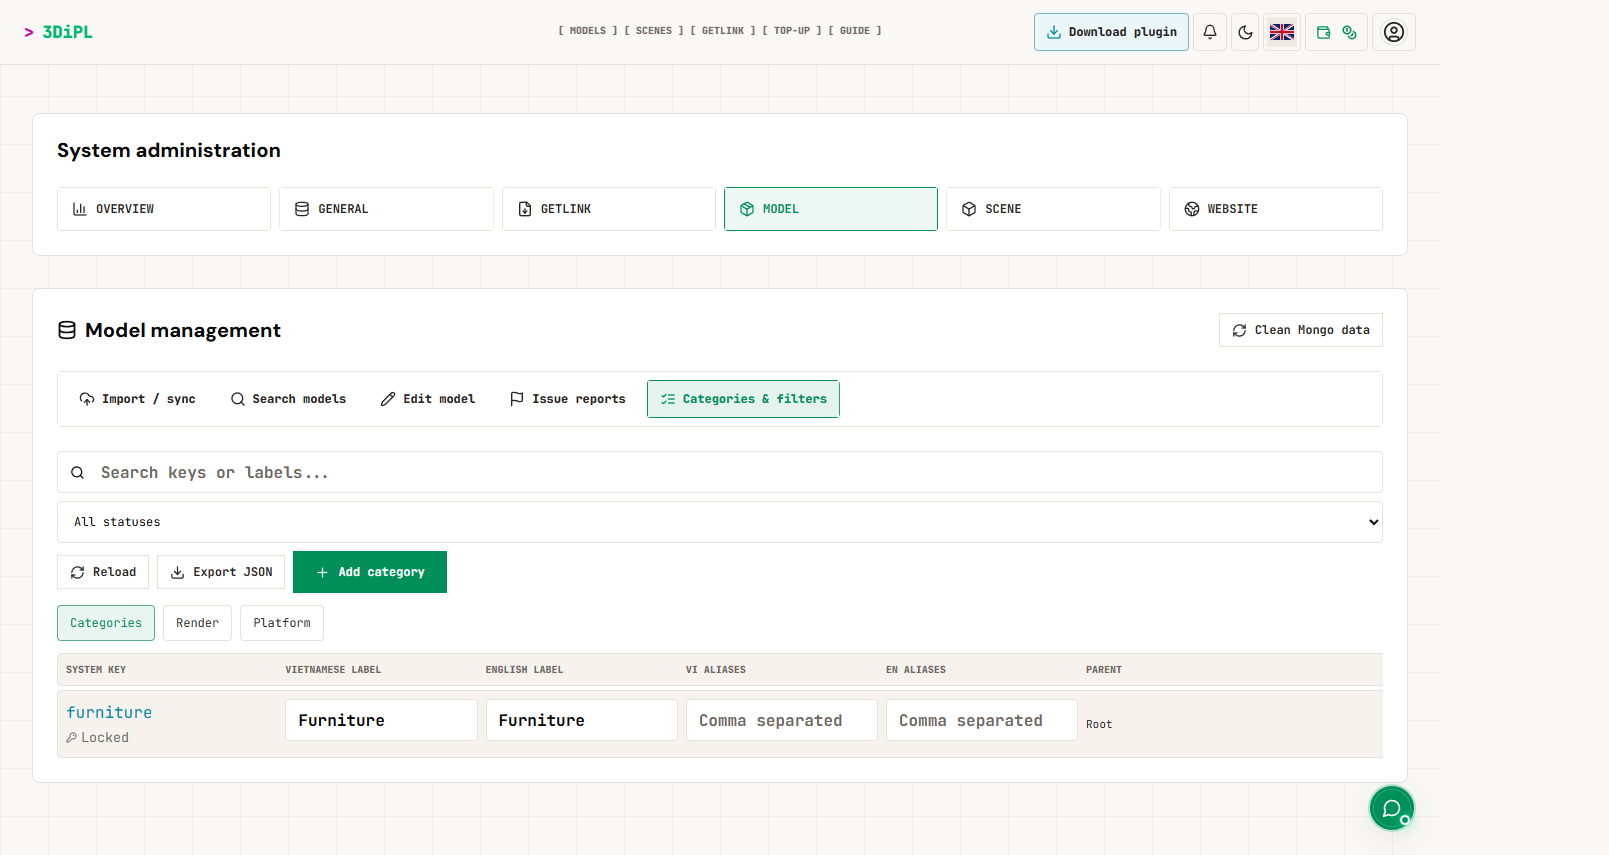 > 3DiPL
[ MODELS ] [ SCENES ] [ GETLINK ] [ TOP-UP ] [ GUIDE ]
Download plugin
System administration
OVERVIEW
GENERAL
GETLINK
MODEL
SCENE
WEBSITE
Model management
Clean Mongo data
Import / sync
Search models
Edit model
Issue reports
Categories & filters
Search keys or labels...
All statuses
Reload
Export JSON
+ Add category
Categories
Render
Platform
SYSTEM KEY
VIETNAMESE LABEL
ENGLISH LABEL
VI ALIASES
EN ALIASES
PARENT
furniture
Locked
Furniture
Furniture
Comma separated
Comma separated
Root